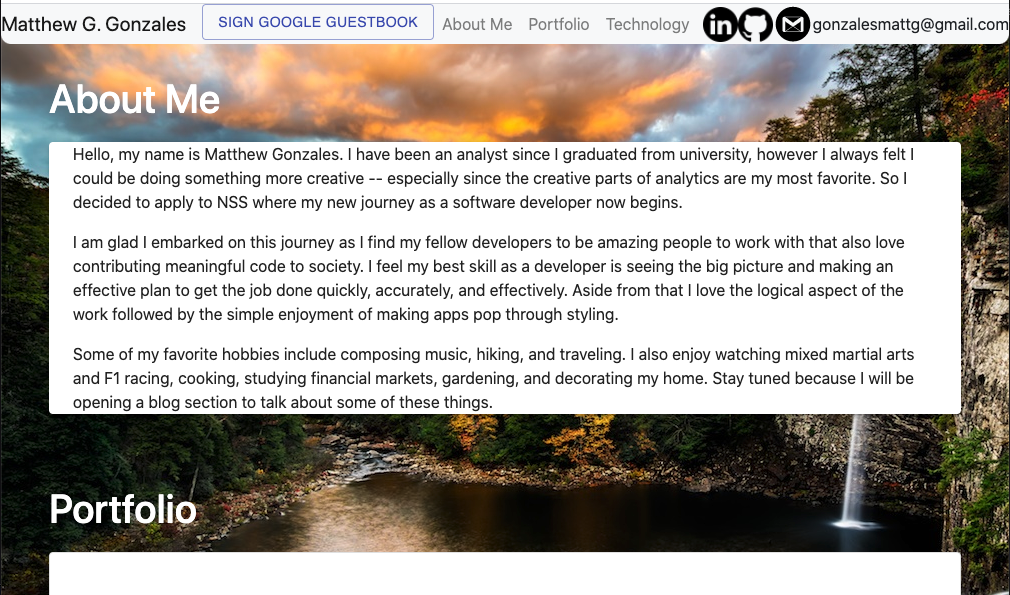 Matthew G. Gonzales SIGN GOOGLE GUESTBOOK About Me Portfolio Technology in gonzalesmattg@gmail.com
About Me
Hello, my name is Matthew Gonzales. I have been an analyst since I graduated from university, however I always felt I
could be doing something more creative -- especially since the creative parts of analytics are my most favorite. So I
decided to apply to NSS where my new journey as a software developer now begins.
I am glad I embarked on this journey as I find my fellow developers to be amazing people to work with that also love
contributing meaningful code to society. I feel my best skill as a developer is seeing the big picture and making an
effective plan to get the job done quickly, accurately, and effectively. Aside from that I love the logical aspect of the
work followed by the simple enjoyment of making apps pop through styling.
Some of my favorite hobbies include composing music, hiking, and traveling. I also enjoy watching mixed martial arts
and F1 racing, cooking, studying financial markets, gardening, and decorating my home. Stay tuned because I will be
opening a blog section to talk about some of these things.
Portfolio